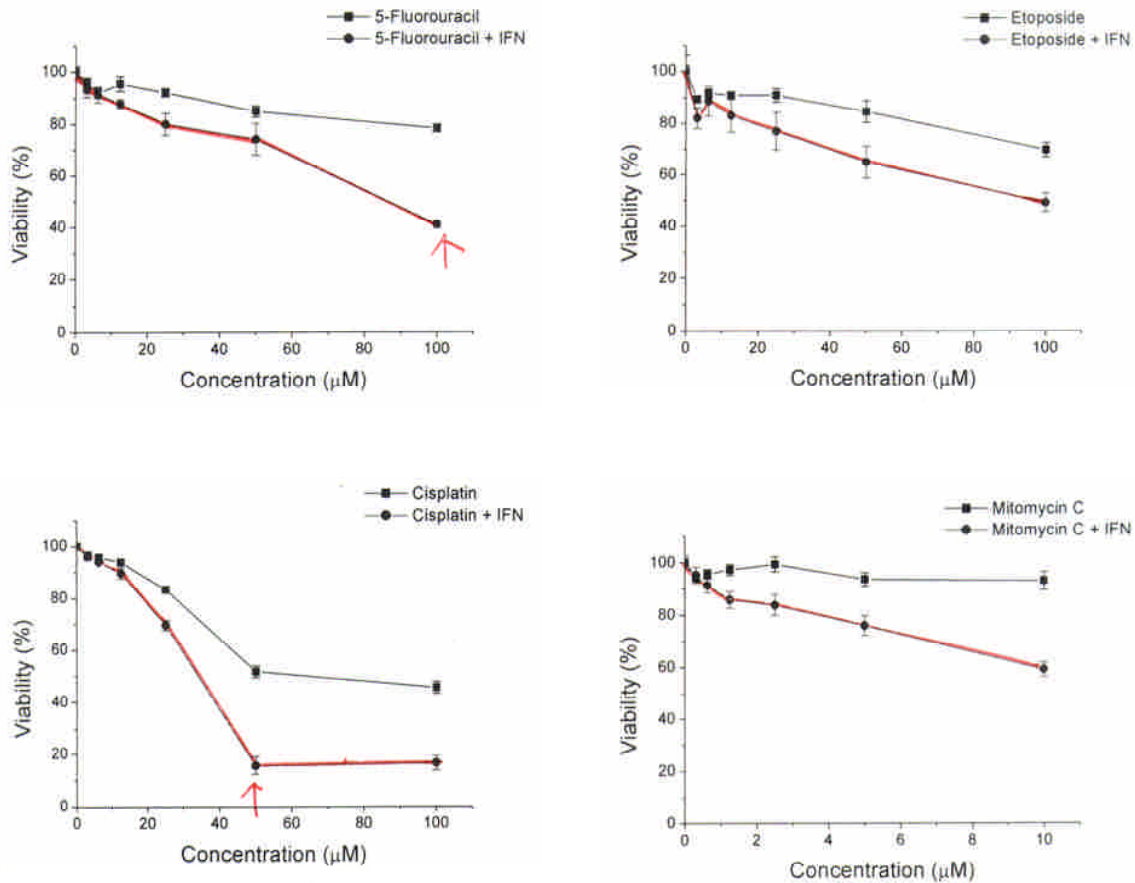 5-Fluorouracil
5-Fluorouracil + IFN
100
80
60
40
20
0
Viability (%)
0 20 40 60 80 100
Concentration (μM)
Etoposide
Etoposide + IFN
100
80
60
40
20
0
Viability (%)
0 20 40 60 80 100
Concentration (μM)
Cisplatin
Cisplatin + IFN
100
80
60
40
20
0
Viability (%)
0 20 40 60 80 100
Concentration (μM)
Mitomycin C
Mitomycin C + IFN
100
80
60
40
20
0
Viability (%)
0 2 4 6 8 10
Concentration (μM)